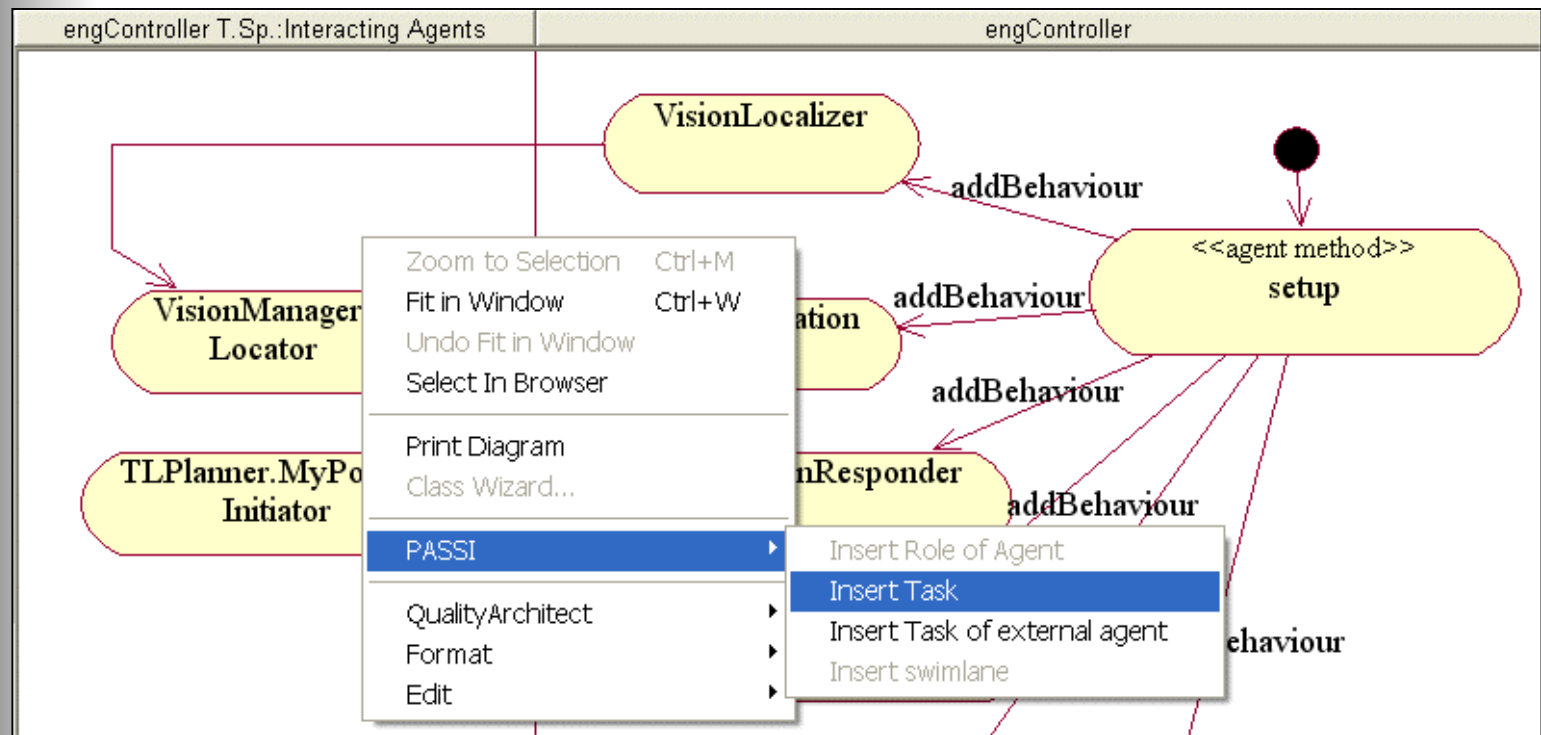 engController T.Sp.:Interacting Agents
engController
VisionLocalizer
addBehaviour
<<agent method>>
setup
VisionManager
Locator
addBehaviour
ation
addBehaviour
TLPlanner.MyPo
Initiator
nResponder
addBehaviour
ehaviour
Zoom to Selection Ctrl+M
Fit in Window Ctrl+W
Undo Fit in Window
Select In Browser
Print Diagram
Class Wizard...
PASSI
QualityArchitect
Format
Edit
Insert Role of Agent
Insert Task
Insert Task of external agent
Insert swimlane